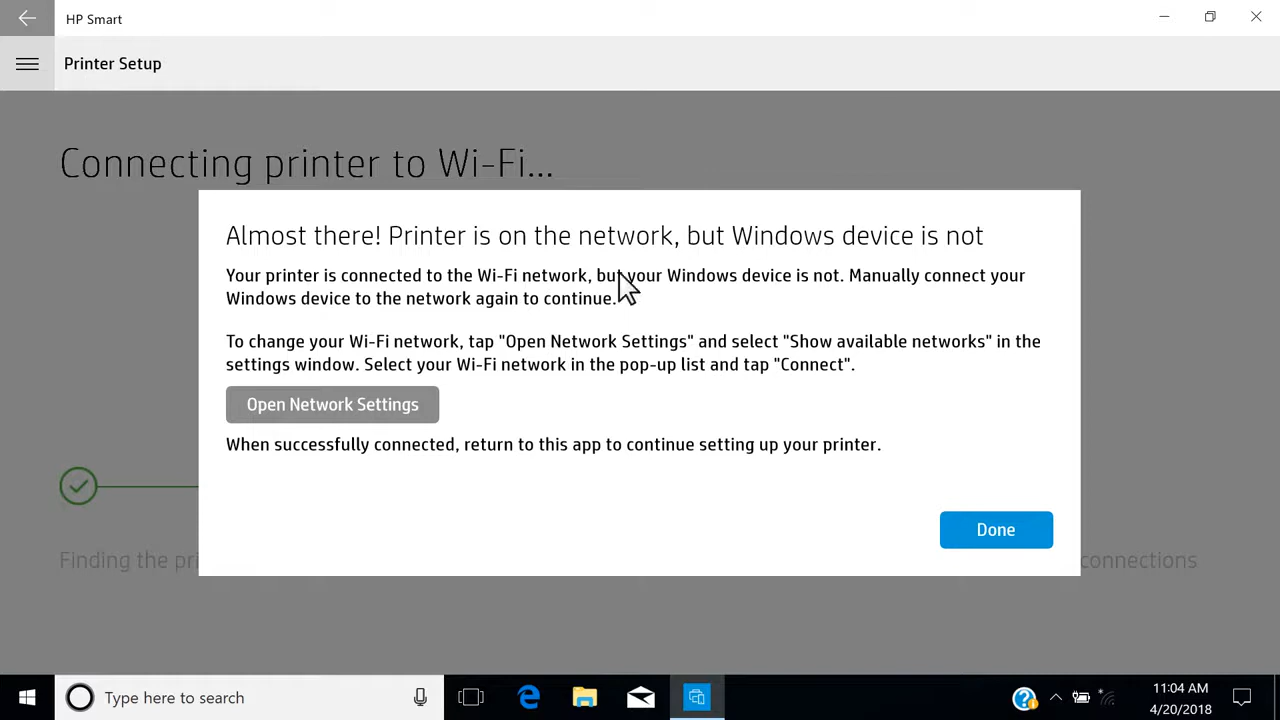 HP Smart
Printer Setup
Connecting printer to Wi-Fi...
Almost there! Printer is on the network, but Windows device is not
Your printer is connected to the Wi-Fi network, but your Windows device is not. Manually connect your
Windows device to the network again to continue.
To change your Wi-Fi network, tap "Open Network Settings" and select "Show available networks" in the
settings window. Select your Wi-Fi network in the pop-up list and tap "Connect".
Open Network Settings
When successfully connected, return to this app to continue setting up your printer.
Done
Finding the pri
connections
Type here to search
11:04 AM
4/20/2018